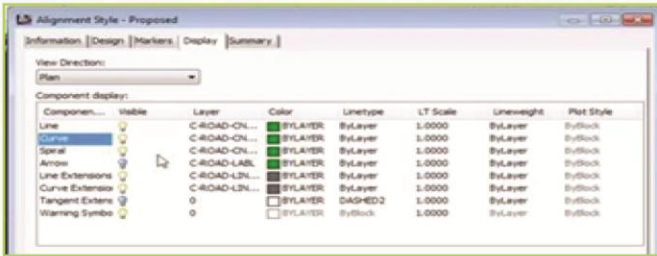 Alignment Style - Proposed
Information Design Markers Display Summary
View Direction:
Plan
Component display:
Componen... Visible Layer Color Linetype LT Scale Lineweight Plot Style
Line C-ROAD-CN... BYLAYER ByLayer 1.0000 ByLayer ByBlock
Curve C-ROAD-CN... BYLAYER ByLayer 1.0000 ByLayer ByBlock
Spiral C-ROAD-CN... BYLAYER ByLayer 1.0000 ByLayer ByBlock
Arrow C-ROAD-LABL BYLAYER ByLayer 1.0000 ByLayer ByBlock
Line Extensions C-ROAD-LIN... BYLAYER ByLayer 1.0000 ByLayer ByBlock
Curve Extension C-ROAD-LIN... BYLAYER ByLayer 1.0000 ByLayer ByBlock
Tangent Extens 0 BYLAYER DASHED2 1.0000 ByLayer ByBlock
Warning Symbo 0 BYLAYER ByBlock 1.0000 ByLayer ByBlock